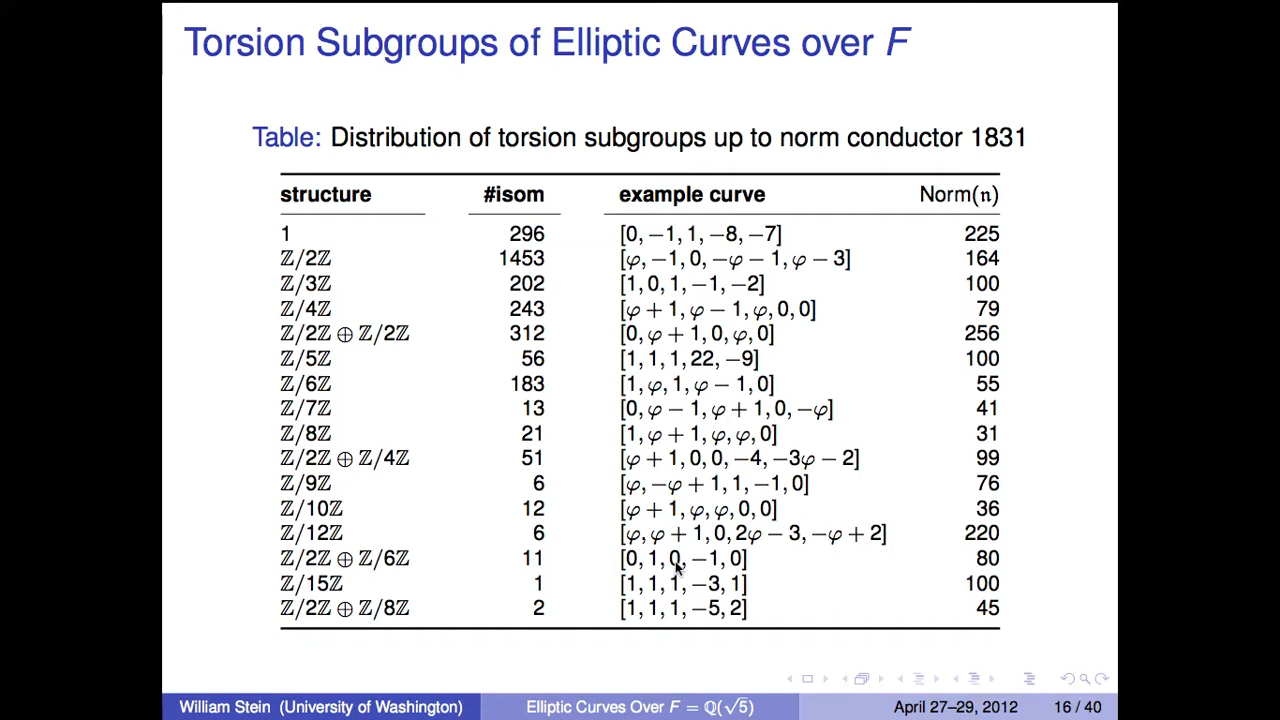 Torsion Subgroups of Elliptic Curves over F
Table: Distribution of torsion subgroups up to norm conductor 1831
structure #isom example curve Norm(𝔫)
1 296 [0, −1, 1, −8, −7] 225
ℤ/2ℤ 1453 [φ, −1, 0, −φ − 1, φ − 3] 164
ℤ/3ℤ 202 [1, 0, 1, −1, −2] 100
ℤ/4ℤ 243 [φ + 1, φ − 1, φ, 0, 0] 79
ℤ/2ℤ ⊕ ℤ/2ℤ 312 [0, φ + 1, 0, φ, 0] 256
ℤ/5ℤ 56 [1, 1, 1, 22, −9] 100
ℤ/6ℤ 183 [1, φ, 1, φ − 1, 0] 55
ℤ/7ℤ 13 [0, φ − 1, φ + 1, 0, −φ] 41
ℤ/8ℤ 21 [1, φ + 1, φ, φ, 0] 31
ℤ/2ℤ ⊕ ℤ/4ℤ 51 [φ + 1, 0, 0, −4, −3φ − 2] 99
ℤ/9ℤ 6 [φ, −φ + 1, 1, −1, 0] 76
ℤ/10ℤ 12 [φ + 1, φ, φ, 0, 0] 36
ℤ/12ℤ 6 [φ, φ + 1, 0, 2φ − 3, −φ + 2] 220
ℤ/2ℤ ⊕ ℤ/6ℤ 11 [0, 1, 0, −1, 0] 80
ℤ/15ℤ 1 [1, 1, 1, −3, 1] 100
ℤ/2ℤ ⊕ ℤ/8ℤ 2 [1, 1, 1, −5, 2] 45
William Stein (University of Washington) Elliptic Curves Over F = ℚ(√5) April 27–29, 2012 16 / 40